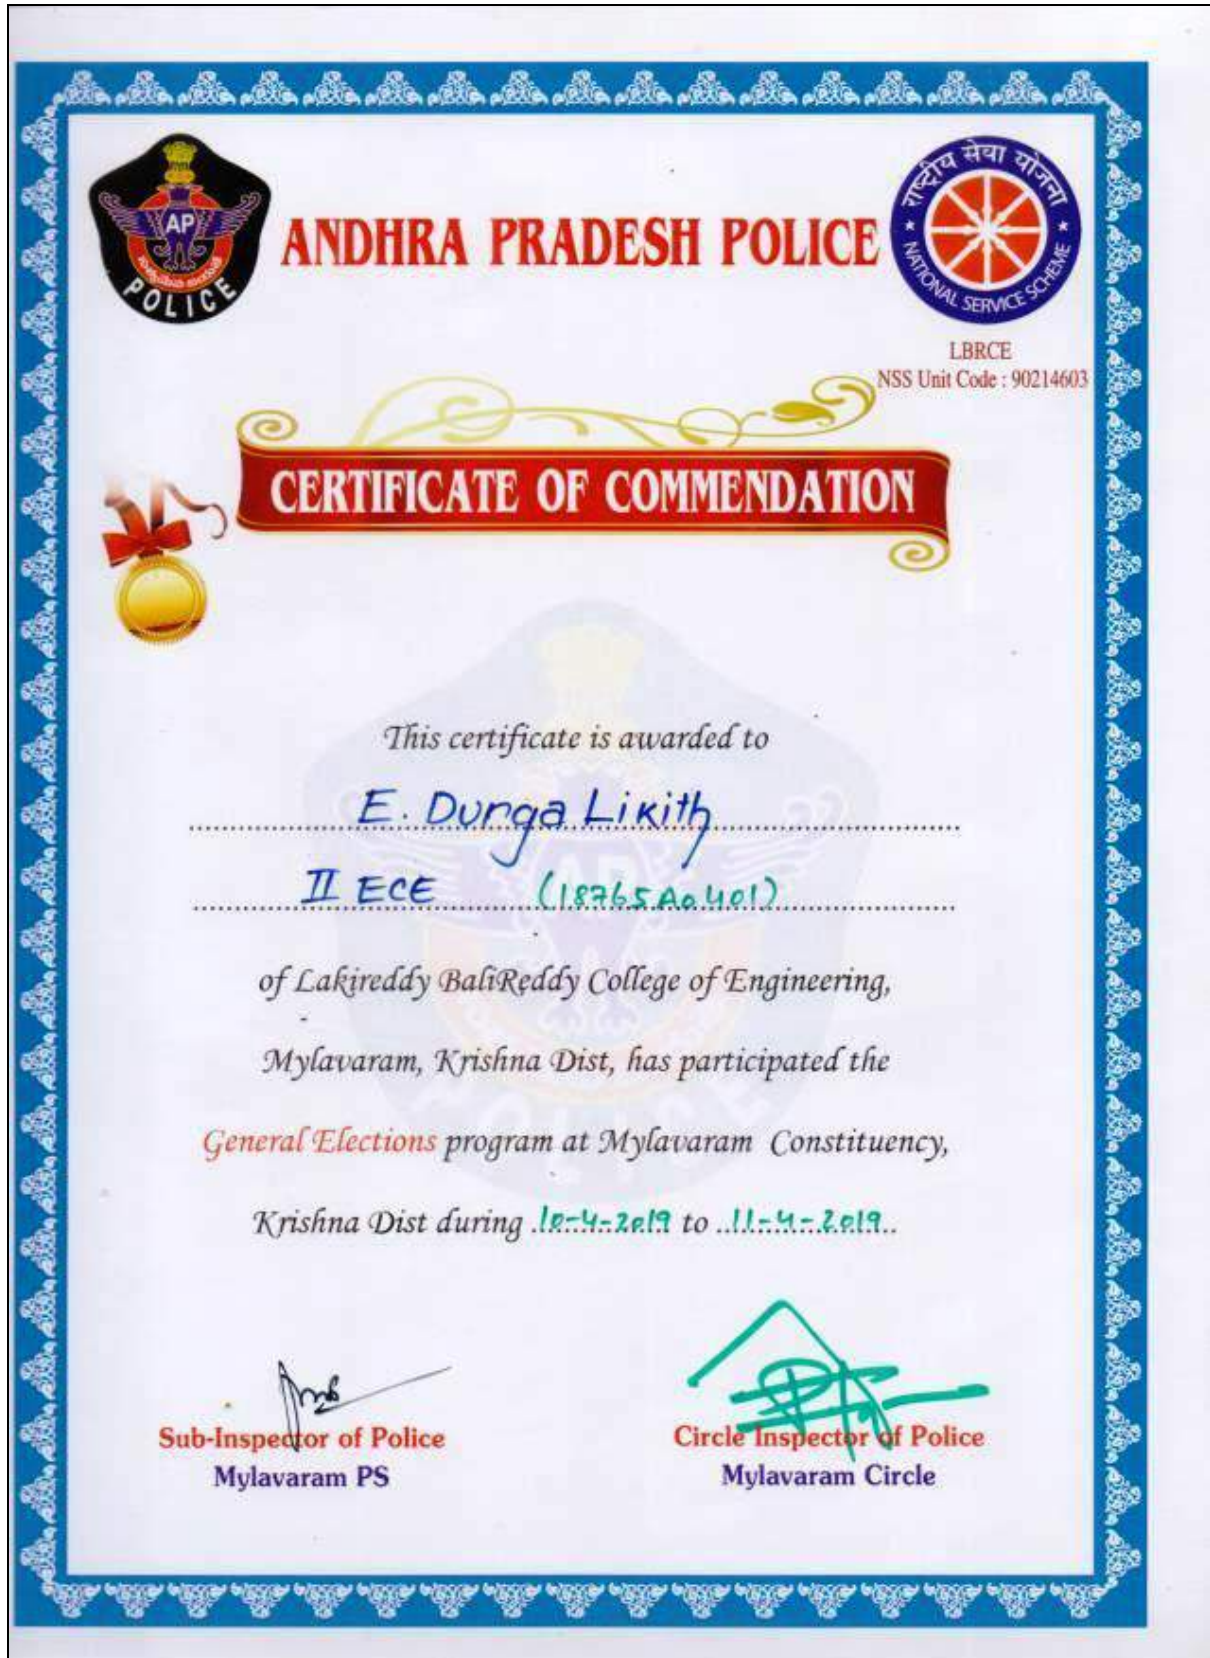 ANDHRA PRADESH POLICE
AP
POLICE
राष्ट्रीय सेवा योजना
NATIONAL SERVICE SCHEME
LBRCE
NSS Unit Code : 90214603
CERTIFICATE OF COMMENDATION
This certificate is awarded to
E. Durga Likith
II ECE (18765A0401)
of Lakireddy BaliReddy College of Engineering,
Mylavaram, Krishna Dist, has participated the
General Elections program at Mylavaram Constituency,
Krishna Dist during 10-4-2019 to 11-4-2019
Sub-Inspector of Police
Mylavaram PS
Circle Inspector of Police
Mylavaram Circle